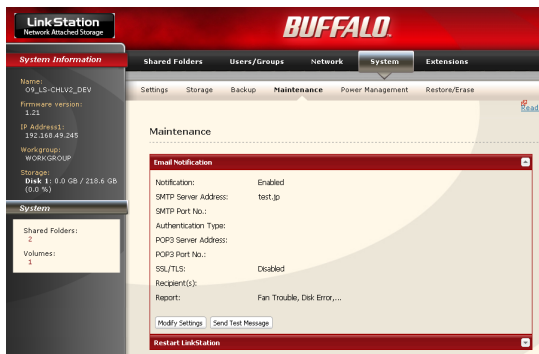 LinkStation
Network Attached Storage
BUFFALO
System Information
Shared Folders Users/Groups Network System Extensions
Name:
09_LS-CHLV2_DEV
Settings Storage Backup Maintenance Power Management Restore/Erase
Firmware version:
1.21
Read
IP Address1:
192.168.49.245
Maintenance
Workgroup:
WORKGROUP
Storage:
Disk 1: 0.0 GB / 218.6 GB
(0.0 %)
System
Shared Folders:
2
Volumes:
1
Email Notification
Notification: Enabled
SMTP Server Address: test.jp
SMTP Port No.:
Authentication Type:
POP3 Server Address:
POP3 Port No.:
SSL/TLS: Disabled
Recipient(s):
Report: Fan Trouble, Disk Error,...
Modify Settings Send Test Message
Restart LinkStation